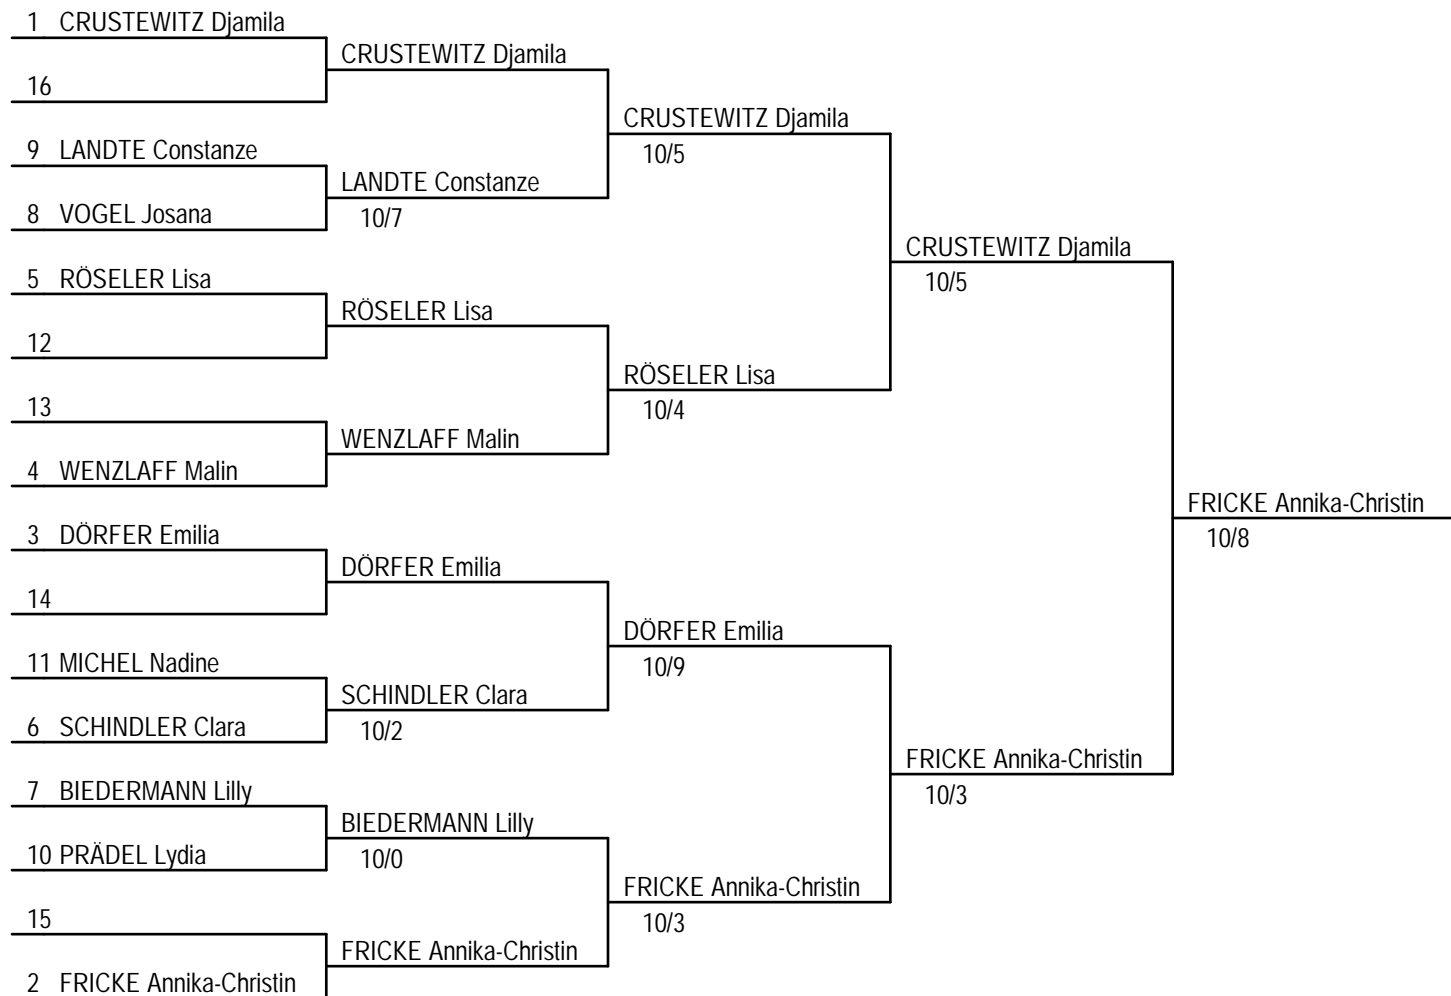 1 CRUSTEWITZ Djamila
CRUSTEWITZ Djamila
16
CRUSTEWITZ Djamila
9 LANDTE Constanze
10/5
LANDTE Constanze
8 VOGEL Josana
10/7
CRUSTEWITZ Djamila
5 RÖSELER Lisa
10/5
RÖSELER Lisa
12
RÖSELER Lisa
13
10/4
WENZLAFF Malin
4 WENZLAFF Malin
FRICKE Annika-Christin
3 DÖRFER Emilia
10/8
DÖRFER Emilia
14
DÖRFER Emilia
11 MICHEL Nadine
10/9
SCHINDLER Clara
6 SCHINDLER Clara
10/2
FRICKE Annika-Christin
7 BIEDERMANN Lilly
10/3
BIEDERMANN Lilly
10 PRÄDEL Lydia
10/0
FRICKE Annika-Christin
15
10/3
FRICKE Annika-Christin
2 FRICKE Annika-Christin